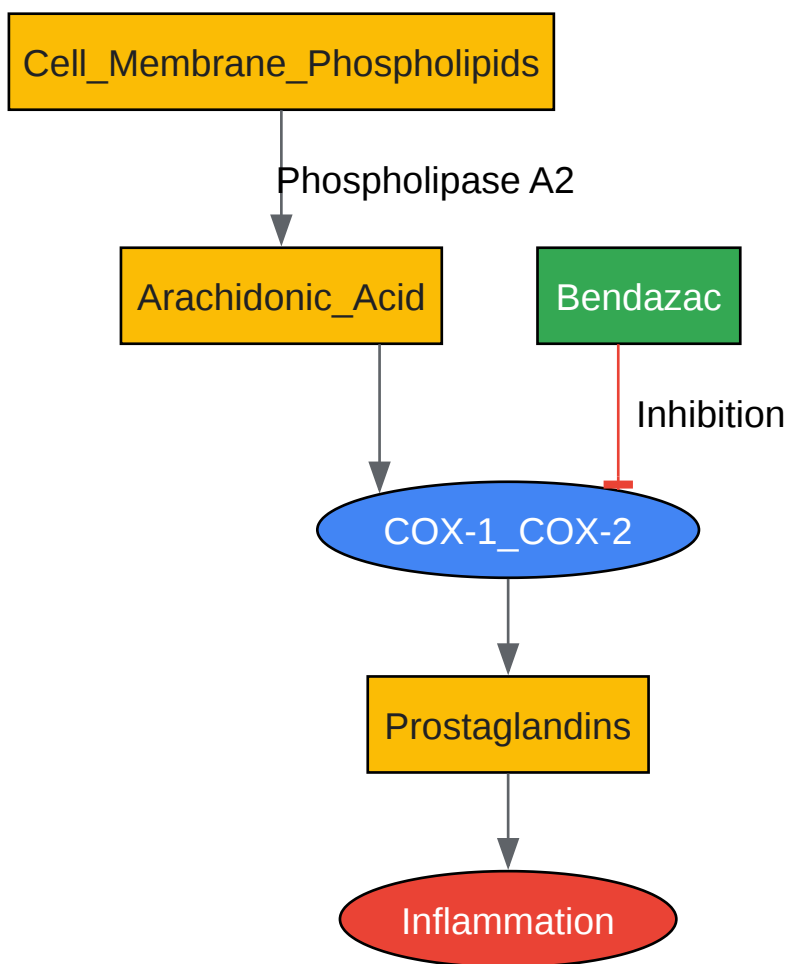 Cell_Membrane_Phospholipids
Phospholipase A2
Arachidonic_Acid
Bendazac
Inhibition
COX-1_COX-2
Prostaglandins
Inflammation